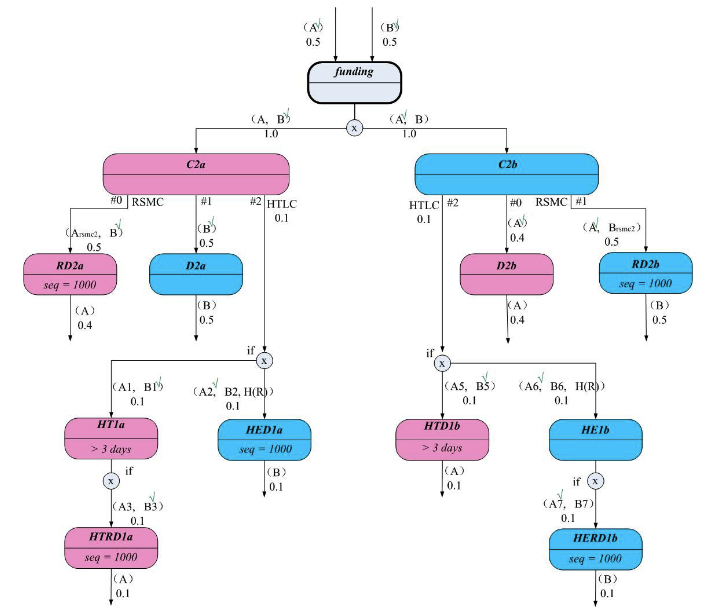 (A√) (B√)
0.5 0.5
funding
(A, B√) x (A√, B)
1.0 1.0
C2a C2b
#0 RSMC #1 #2 HTLC 0.1
HTLC 0.1 #2 #0 RSMC #1
(Arsmc2, B√) (B√) (A√) (A√, Brsmc2)
0.5 0.5 0.4 0.5
RD2a D2a D2b RD2b
seq = 1000 seq = 1000
(A) (B) (A) (B)
0.4 0.5 0.1 0.5
if x if x
(A1, B1√) (A2√, B2, H(R)) (A5, B5√) (A6√, B6, H(R))
0.1 0.1 0.1 0.1
HT1a HED1a HTD1b HE1b
> 3 days seq = 1000 > 3 days
if x (B) (A) if x
0.1 0.1
(A3, B3√) (A7√, B7)
0.1 0.1
HTRD1a HERD1b
seq = 1000 seq = 1000
(A) (B)
0.1 0.1